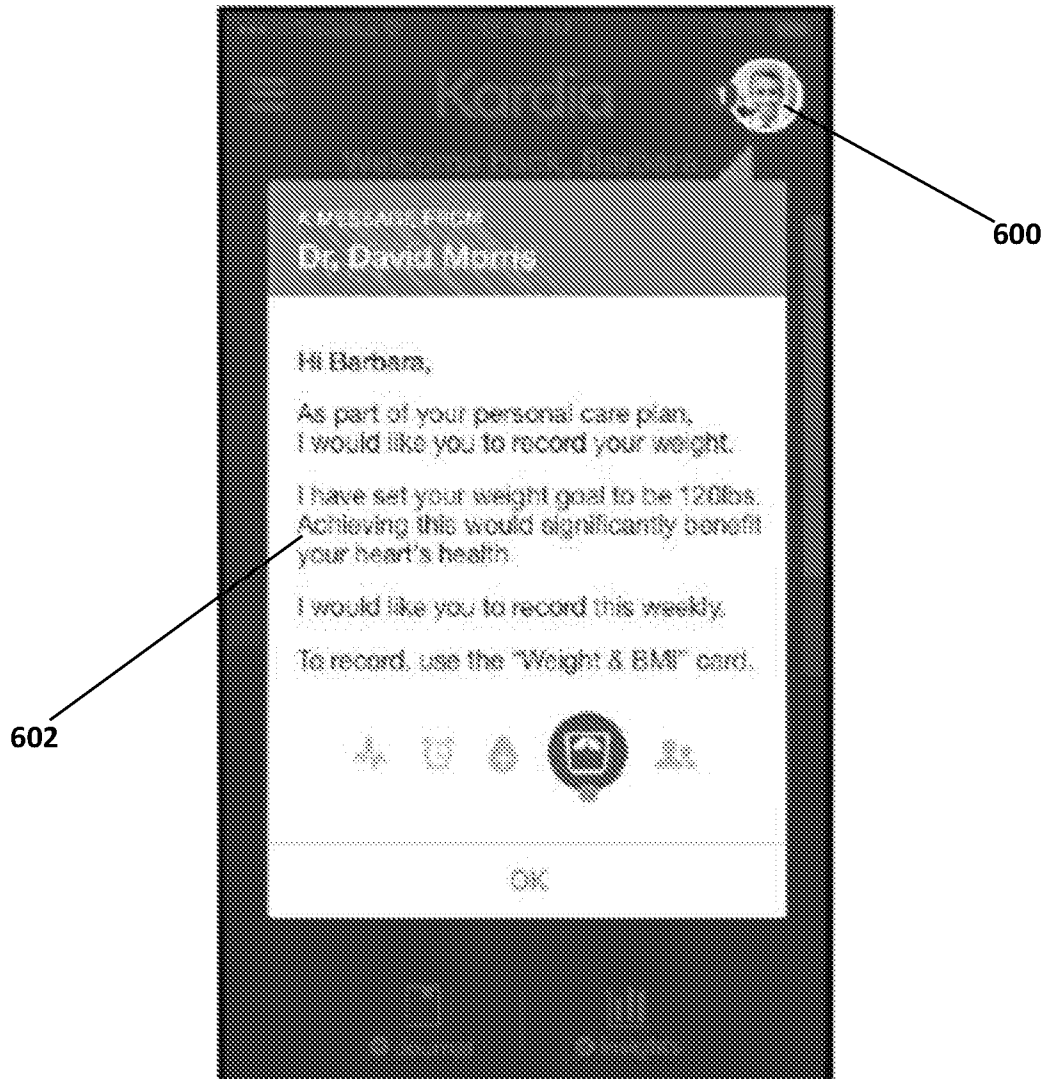 Kardia
600
A MESSAGE FROM
Dr. David Morris
Hi Barbara,
As part of your personal care plan,
I would like you to record your weight.
I have set your weight goal to be 120lbs.
Achieving this would significantly benefit
your heart's health.
I would like you to record this weekly.
602
To record, use the "Weight & BMI" card.
OK